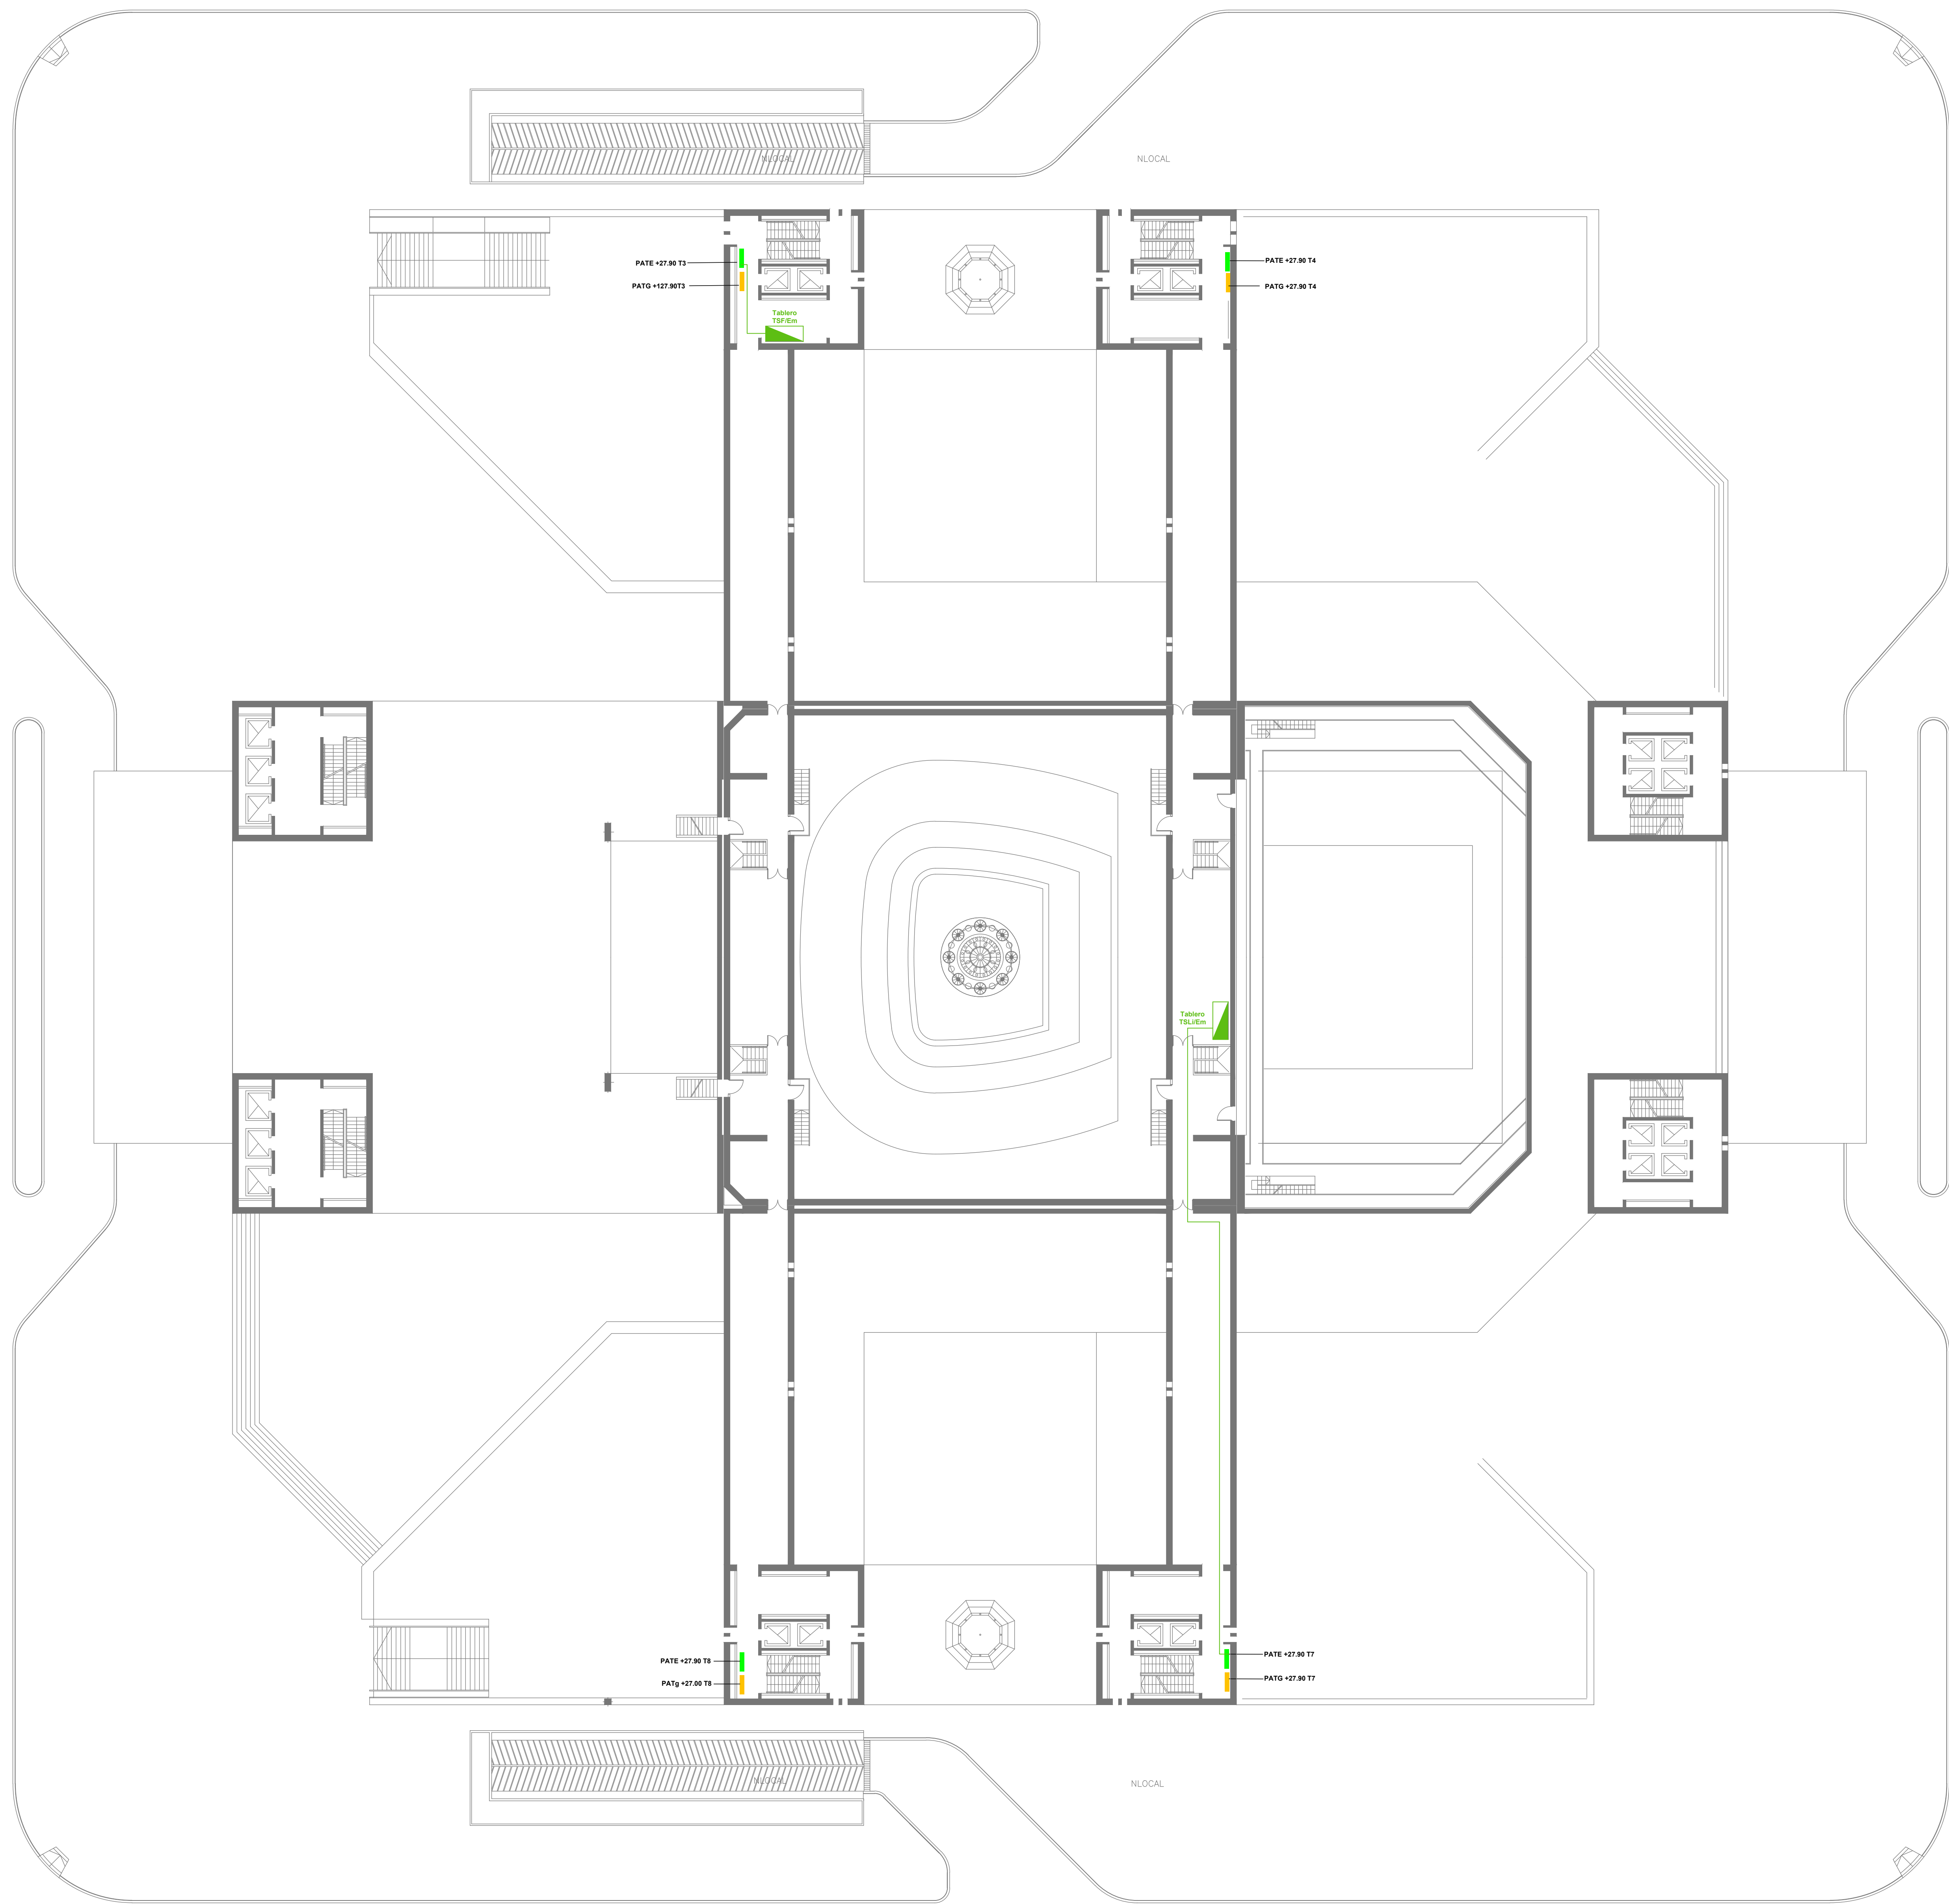 NLOCAL
NLOCAL
PATE +27.90 T3
PATE +27.90 T4
PATG +127.90T3
PATG +27.90 T4
Tablero
TSF/Em
Tablero
TSLi/Em
PATE +27.90 T8
PATE +27.90 T7
PATg +27.00 T8
PATG +27.90 T7
NLOCAL
NLOCAL